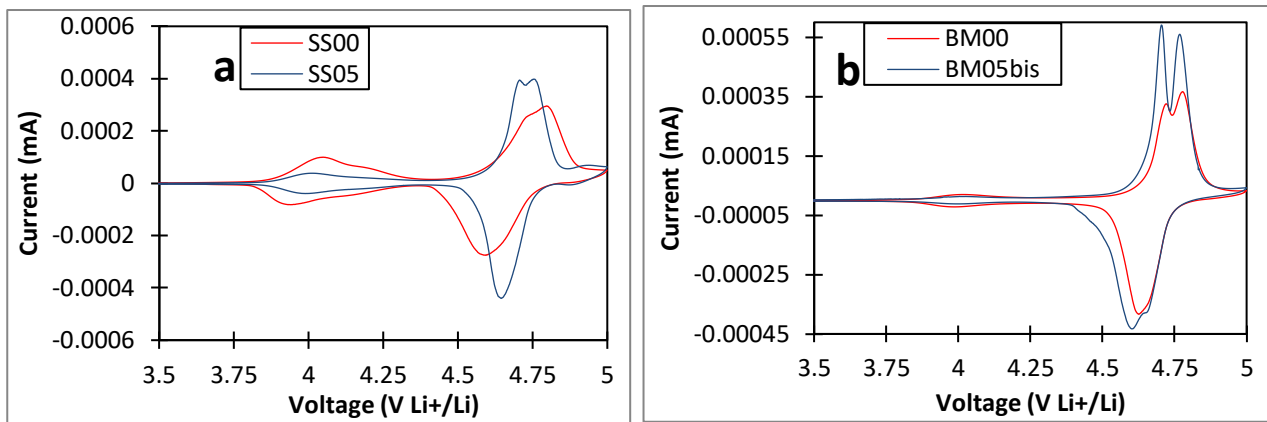 a
SS00
SS05
Current (mA)
0.0006
0.0004
0.0002
0
-0.0002
-0.0004
-0.0006
3.5 3.75 4 4.25 4.5 4.75 5
Voltage (V Li+/Li)
b
BM00
BM05bis
Current (mA)
0.00055
0.00035
0.00015
-0.00005
-0.00025
-0.00045
3.5 3.75 4 4.25 4.5 4.75 5
Voltage (V Li+/Li)